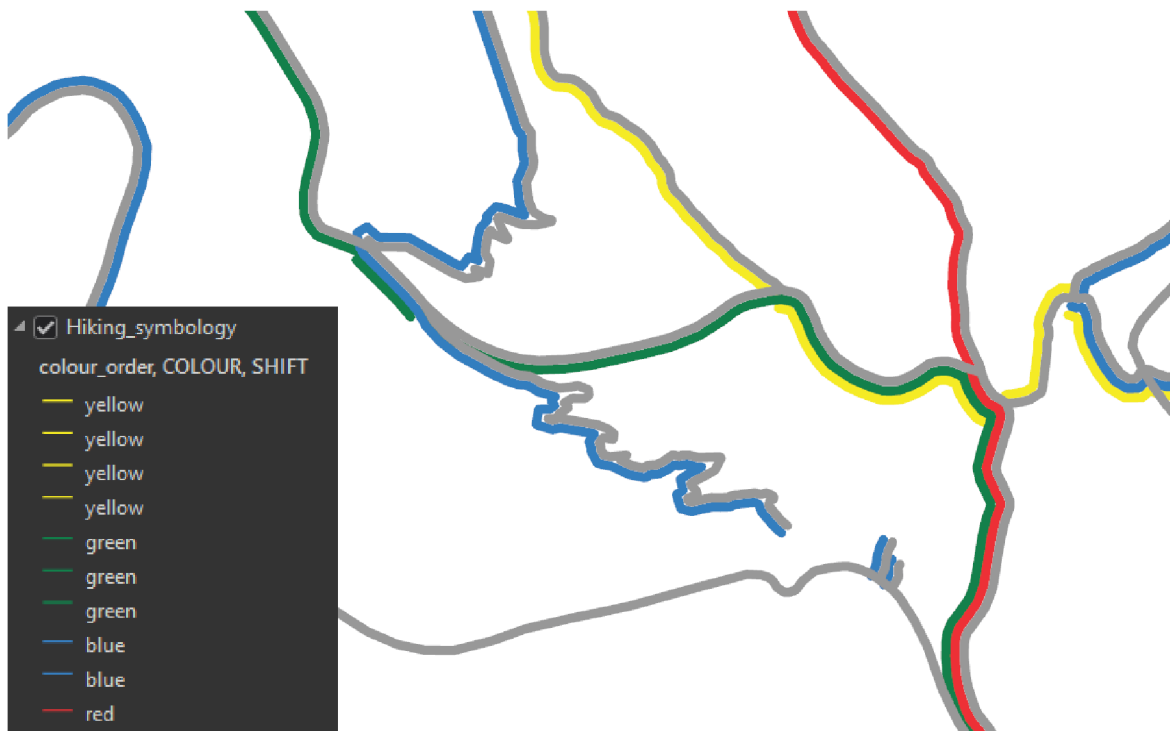 Hiking_symbology
colour_order, COLOUR, SHIFT
yellow
yellow
yellow
yellow
green
green
green
blue
blue
red